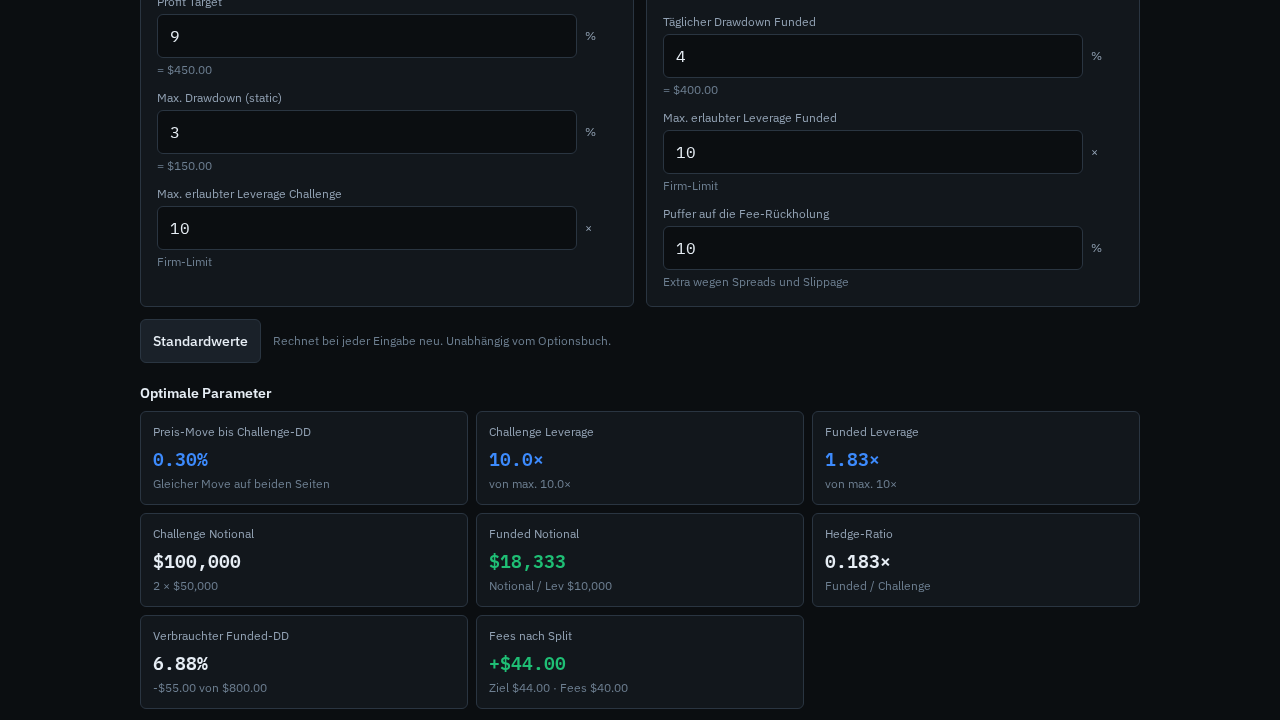 Profit Target
9
%
= $450.00
Max. Drawdown (static)
3
%
= $150.00
Max. erlaubter Leverage Challenge
10
×
Firm-Limit
Täglicher Drawdown Funded
4
%
= $400.00
Max. erlaubter Leverage Funded
10
×
Firm-Limit
Puffer auf die Fee-Rückholung
10
%
Extra wegen Spreads und Slippage
Standardwerte
Rechnet bei jeder Eingabe neu. Unabhängig vom Optionsbuch.
Optimale Parameter
Preis-Move bis Challenge-DD
0.30%
Gleicher Move auf beiden Seiten
Challenge Leverage
10.0×
von max. 10.0×
Funded Leverage
1.83×
von max. 10×
Challenge Notional
$100,000
2 × $50,000
Funded Notional
$18,333
Notional / Lev $10,000
Hedge-Ratio
0.183×
Funded / Challenge
Verbrauchter Funded-DD
6.88%
-$55.00 von $800.00
Fees nach Split
+$44.00
Ziel $44.00 · Fees $40.00